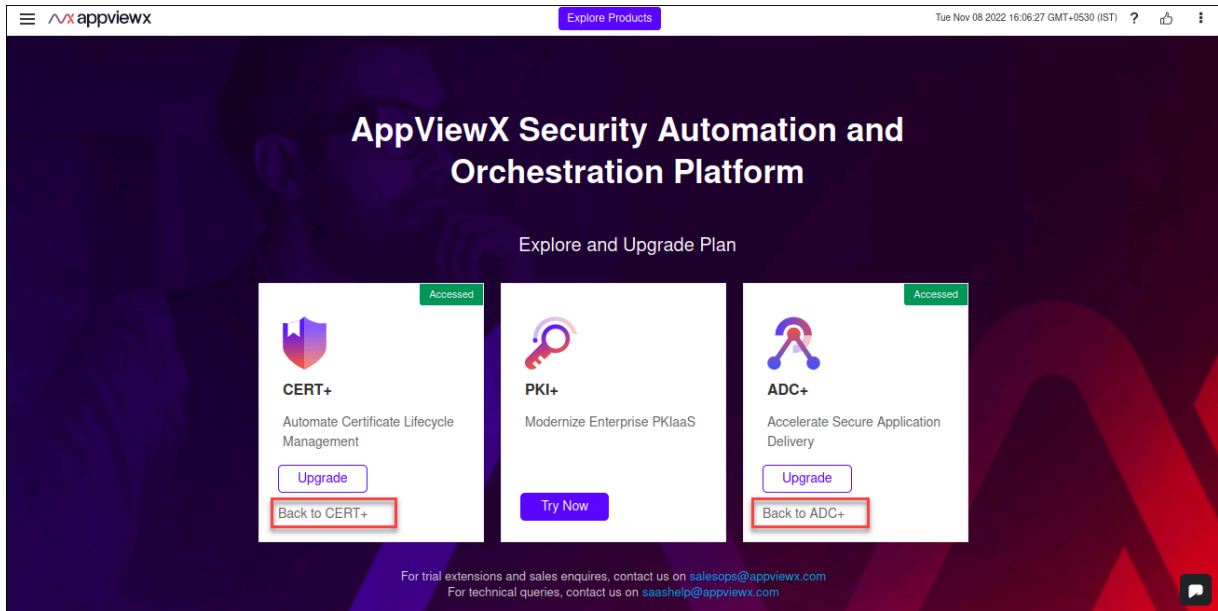 appviewx
Explore Products
Tue Nov 08 2022 16:06:27 GMT+0530 (IST)
?
AppViewX Security Automation and
Orchestration Platform
Explore and Upgrade Plan
Accessed
CERT+
Automate Certificate Lifecycle
Management
Upgrade
Back to CERT+
PKI+
Modernize Enterprise PKIaaS
Try Now
Accessed
ADC+
Accelerate Secure Application
Delivery
Upgrade
Back to ADC+
For trial extensions and sales enquires, contact us on salesops@appviewx.com
For technical queries, contact us on saashelp@appviewx.com